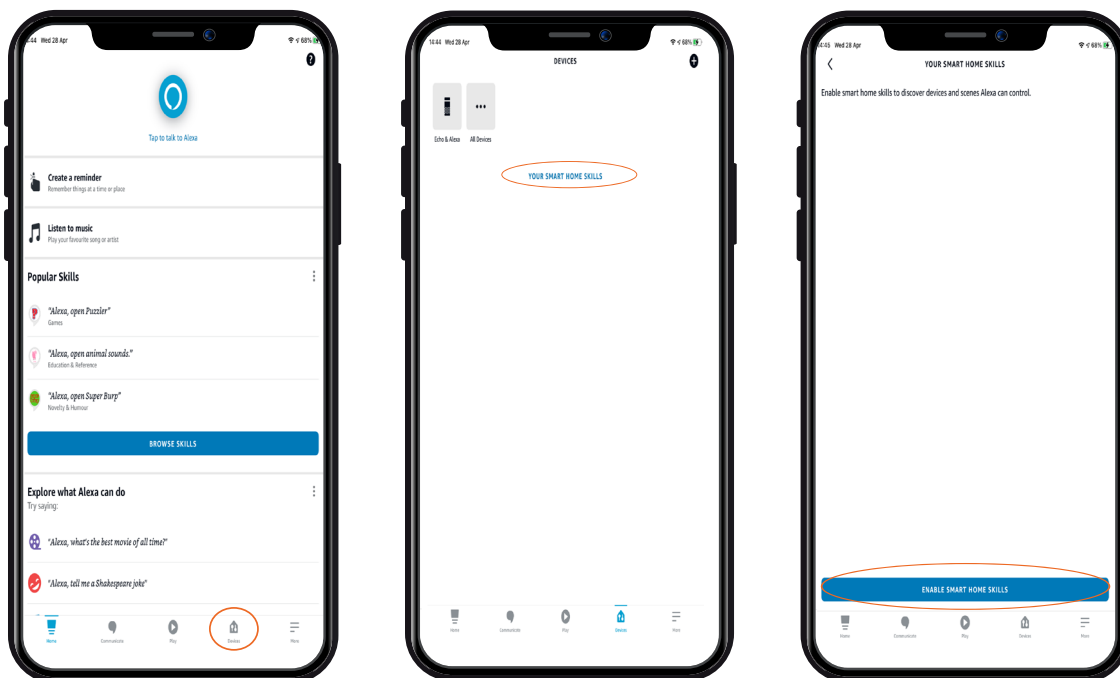 14:44 Wed 28 Apr
68%
?
Tap to talk to Alexa
Create a reminder
Remember things at a time or place
Listen to music
Play your favourite song or artist
Popular Skills
"Alexa, open Puzzler"
Games
"Alexa, open animal sounds."
Education & Reference
"Alexa, open Super Burp"
Novelty & Humour
BROWSE SKILLS
Explore what Alexa can do
Try saying:
"Alexa, what's the best movie of all time?"
"Alexa, tell me a Shakespeare joke"
Home Communicate Play Devices More
14:44 Wed 28 Apr
68%
DEVICES
Echo & Alexa All Devices
YOUR SMART HOME SKILLS
Home Communicate Play Devices More
14:45 Wed 28 Apr
68%
YOUR SMART HOME SKILLS
Enable smart home skills to discover devices and scenes Alexa can control.
ENABLE SMART HOME SKILLS
Home Communicate Play Devices More